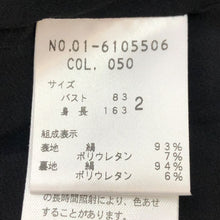 NO.01-6105506
COL. 050
サイズ
バスト 83
身長 163 2
組成表示
表地 絹 93%
ポリウレタン 7%
裏地 絹 94%
ポリウレタン 6%
の長時間照射により、色あせ
することがあります。